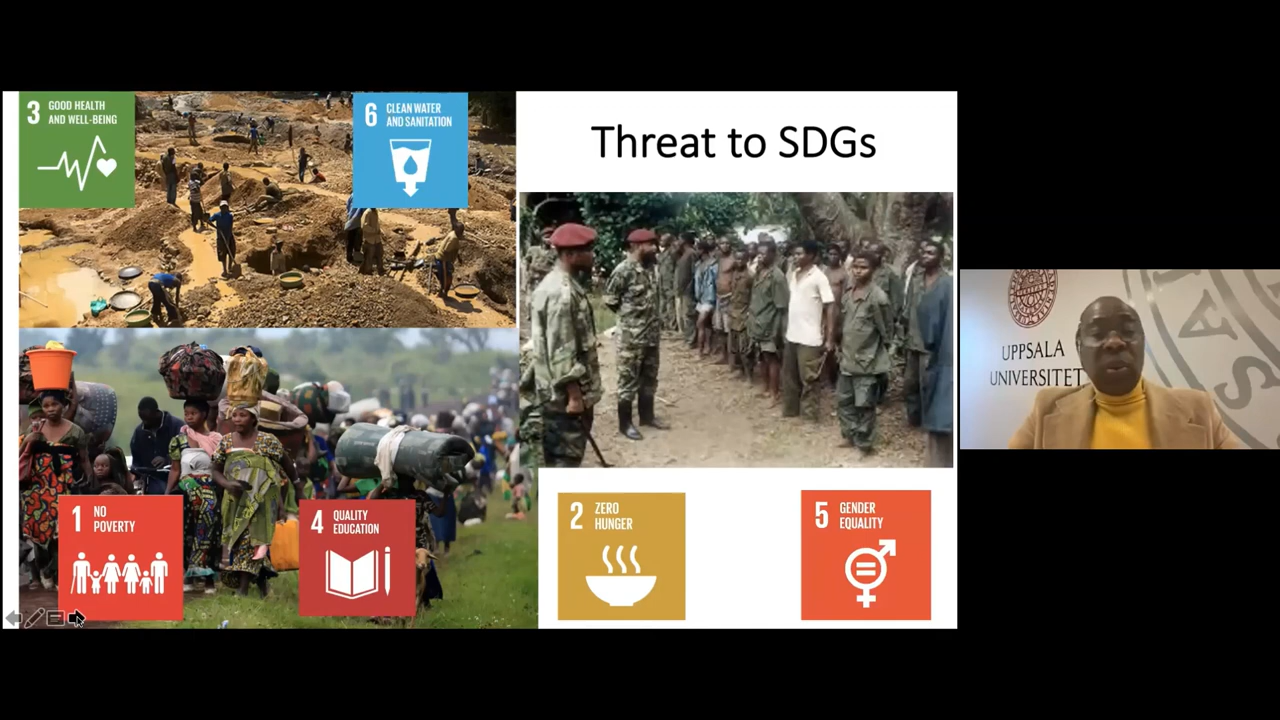 Threat to SDGs
3 GOOD HEALTH
AND WELL-BEING
6 CLEAN WATER
AND SANITATION
1 NO
POVERTY
4 QUALITY
EDUCATION
2 ZERO
HUNGER
5 GENDER
EQUALITY
UPPSALA
UNIVERSITET